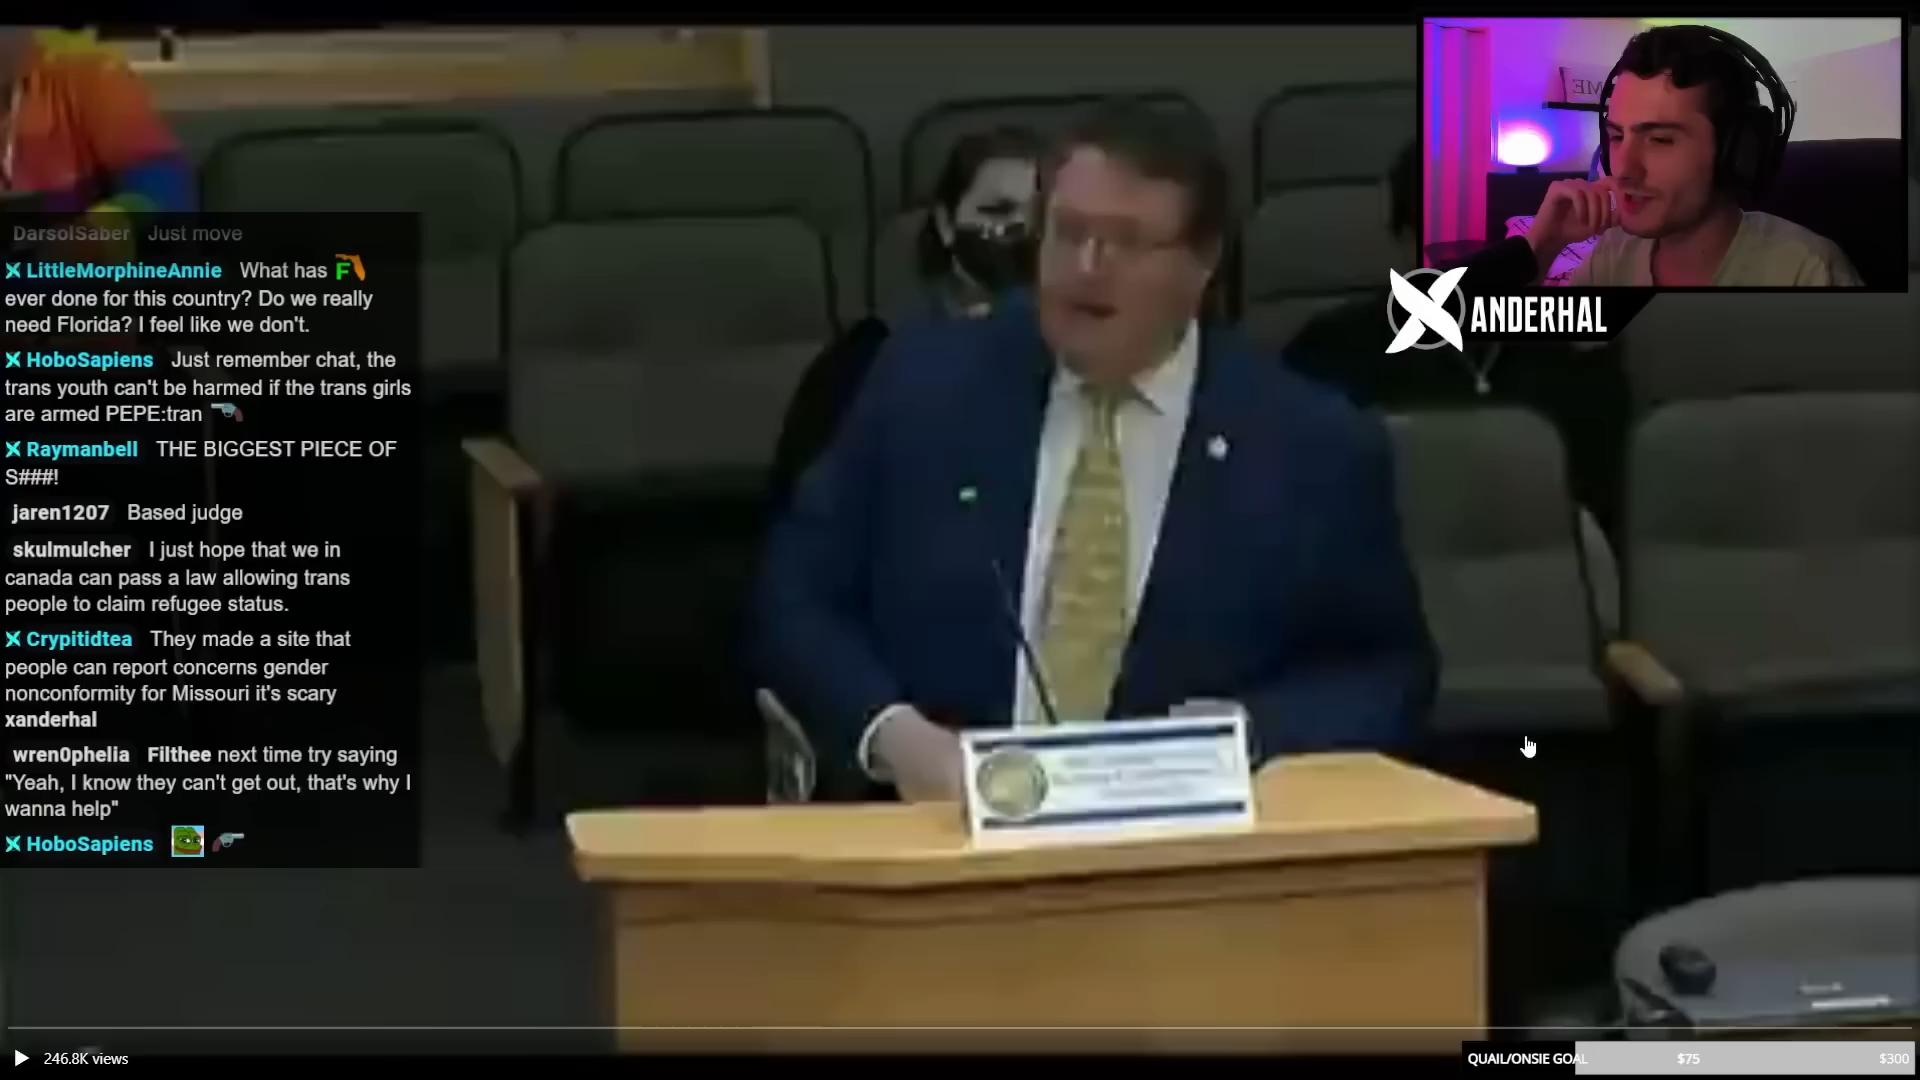 DarsolSaber Just move
LittleMorphineAnnie What has F
ever done for this country? Do we really
need Florida? I feel like we don't.
HoboSapiens Just remember chat, the
trans youth can't be harmed if the trans girls
are armed PEPE:tran
Raymanbell THE BIGGEST PIECE OF
S###!
jaren1207 Based judge
skulmulcher I just hope that we in
canada can pass a law allowing trans
people to claim refugee status.
Crypitidtea They made a site that
people can report concerns gender
nonconformity for Missouri it's scary
xanderhal
wren0phelia Filthee next time try saying
"Yeah, I know they can't get out, that's why I
wanna help"
HoboSapiens
XANDERHAL
246.8K views
QUAIL/ONSIE GOAL $75 $300